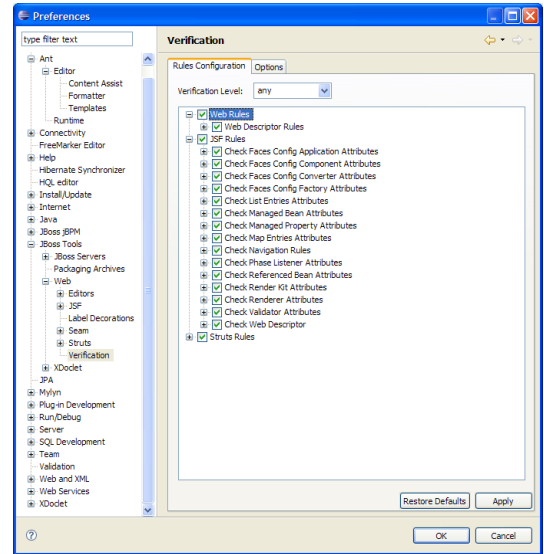 Preferences
type filter text
Ant
Editor
Content Assist
Formatter
Templates
Runtime
Connectivity
FreeMarker Editor
Help
Hibernate Synchronizer
HQL editor
Install/Update
Internet
Java
JBoss jBPM
JBoss Tools
JBoss Servers
Packaging Archives
Web
Editors
JSF
Label Decorations
Seam
Struts
Verification
XDoclet
JPA
Mylyn
Plug-in Development
Run/Debug
Server
SQL Development
Team
Validation
Web and XML
Web Services
XDoclet
Verification
Rules Configuration Options
Verification Level: any
Web Rules
Web Descriptor Rules
JSF Rules
Check Faces Config Application Attributes
Check Faces Config Component Attributes
Check Faces Config Converter Attributes
Check Faces Config Factory Attributes
Check List Entries Attributes
Check Managed Bean Attributes
Check Managed Property Attributes
Check Map Entries Attributes
Check Navigation Rules
Check Phase Listener Attributes
Check Referenced Bean Attributes
Check Render Kit Attributes
Check Renderer Attributes
Check Validator Attributes
Check Web Descriptor
Struts Rules
Restore Defaults Apply
OK Cancel